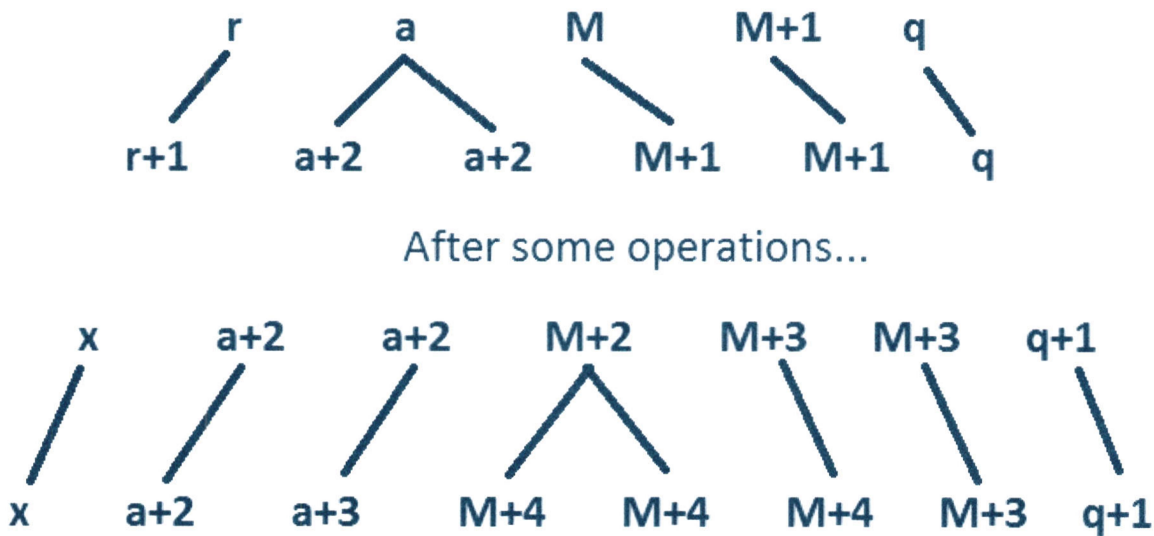 r a M M+1 q
r+1 a+2 a+2 M+1 M+1 q
After some operations...
x a+2 a+2 M+2 M+3 M+3 q+1
x a+2 a+3 M+4 M+4 M+4 M+3 q+1